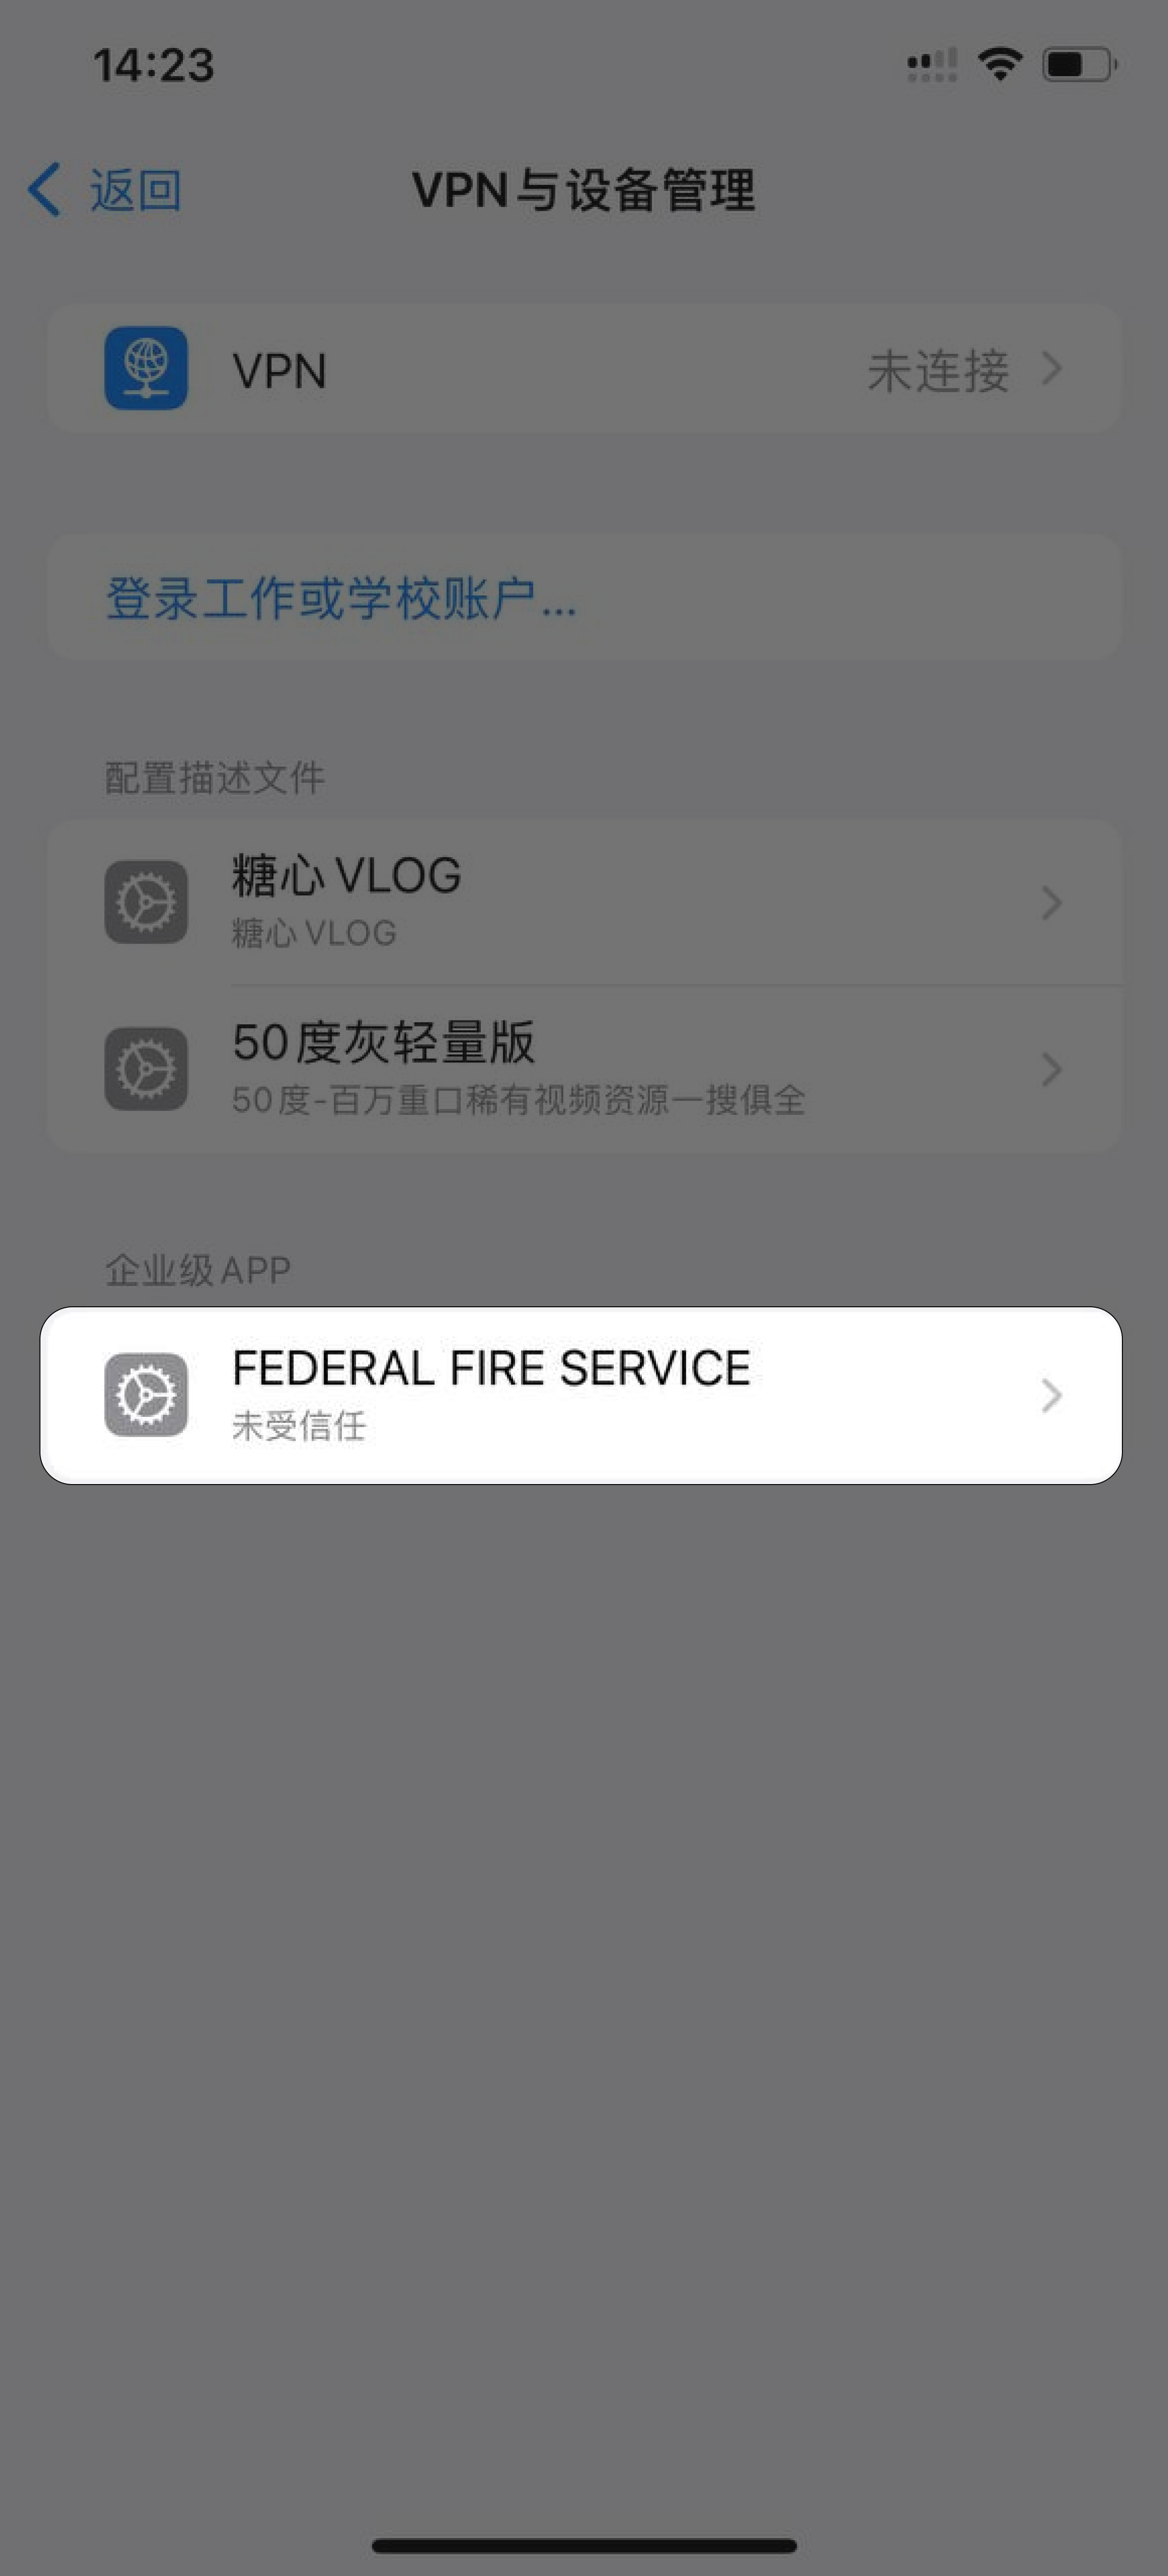 14:23
返回
VPN与设备管理
VPN
未连接
登录工作或学校账户...
配置描述文件
糖心 VLOG
糖心 VLOG
50度灰轻量版
50度-百万重口稀有视频资源一搜俱全
企业级 APP
FEDERAL FIRE SERVICE
未受信任